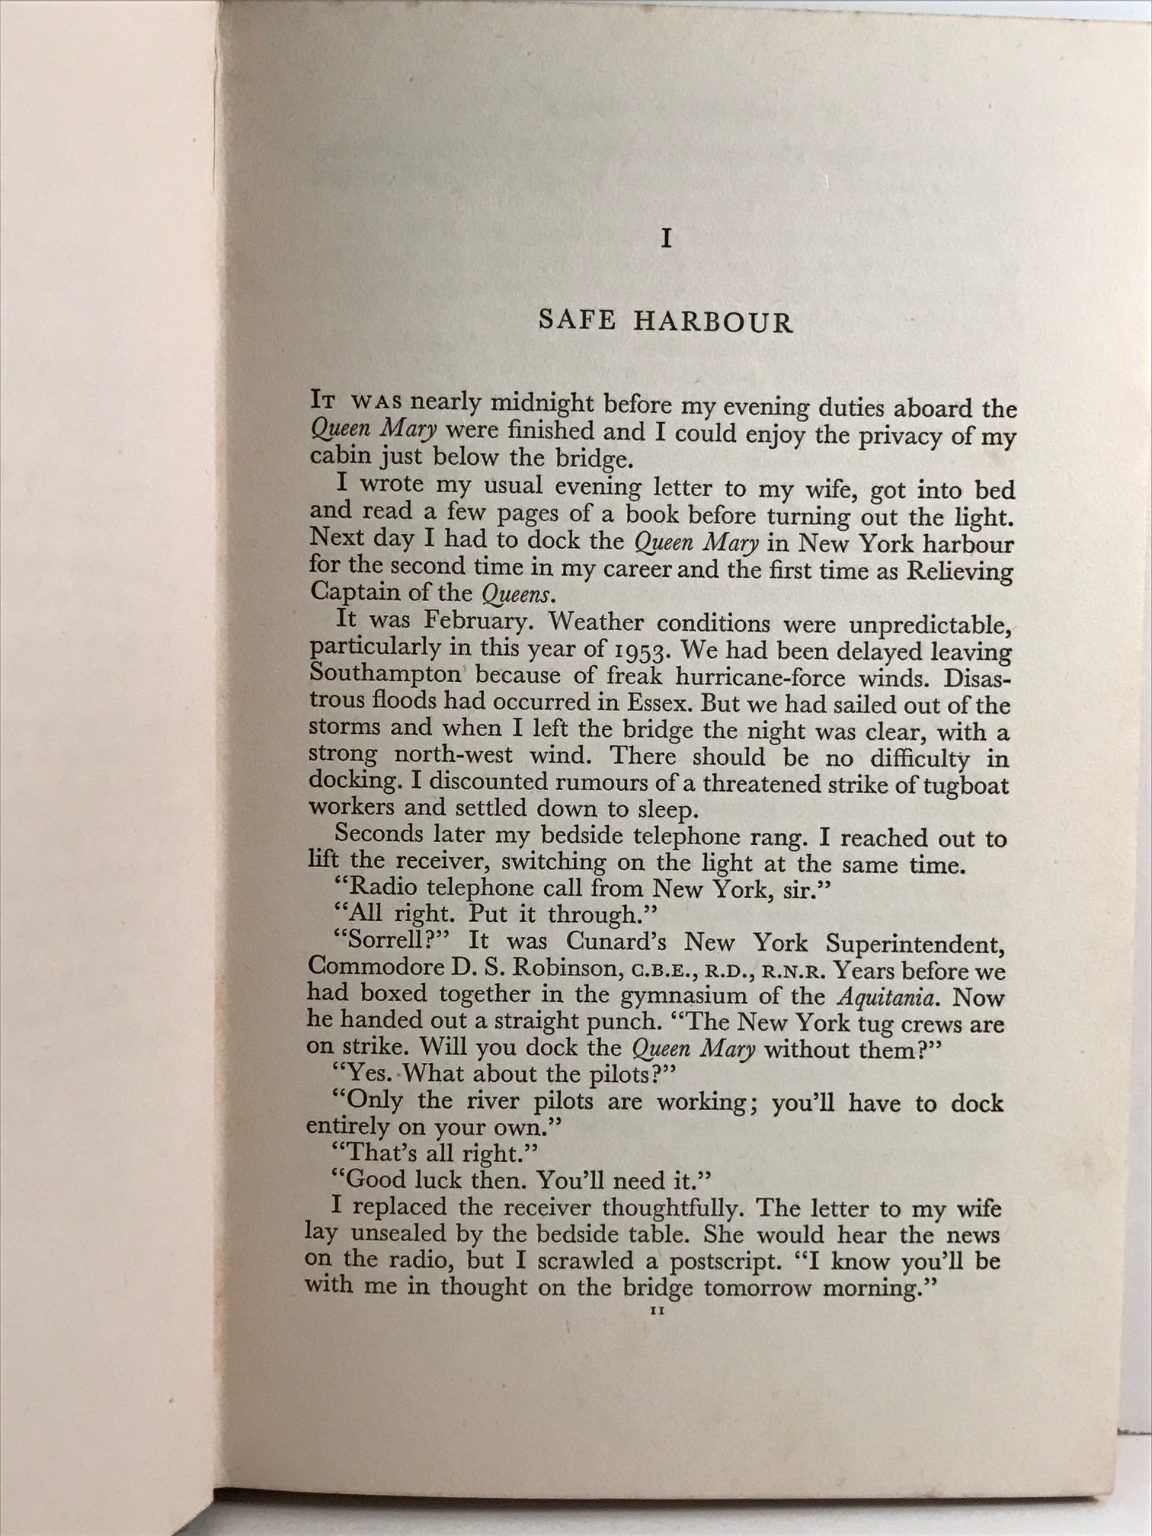 I
SAFE HARBOUR
IT WAS nearly midnight before my evening duties aboard the
Queen Mary were finished and I could enjoy the privacy of my
cabin just below the bridge.
I wrote my usual evening letter to my wife, got into bed
and read a few pages of a book before turning out the light.
Next day I had to dock the Queen Mary in New York harbour
for the second time in my career and the first time as Relieving
Captain of the Queens.
It was February. Weather conditions were unpredictable,
particularly in this year of 1953. We had been delayed leaving
Southampton because of freak hurricane-force winds. Disas-
trous floods had occurred in Essex. But we had sailed out of the
storms and when I left the bridge the night was clear, with a
strong north-west wind. There should be no difficulty in
docking. I discounted rumours of a threatened strike of tugboat
workers and settled down to sleep.
Seconds later my bedside telephone rang. I reached out to
lift the receiver, switching on the light at the same time.
“Radio telephone call from New York, sir.”
“All right. Put it through.”
“Sorrell?” It was Cunard’s New York Superintendent,
Commodore D. S. Robinson, C.B.E., R.D., R.N.R. Years before we
had boxed together in the gymnasium of the Aquitania. Now
he handed out a straight punch. “The New York tug crews are
on strike. Will you dock the Queen Mary without them?”
“Yes. What about the pilots?”
“Only the river pilots are working; you’ll have to dock
entirely on your own.”
“That’s all right.”
“Good luck then. You’ll need it.”
I replaced the receiver thoughtfully. The letter to my wife
lay unsealed by the bedside table. She would hear the news
on the radio, but I scrawled a postscript. “I know you’ll be
with me in thought on the bridge tomorrow morning.”
11